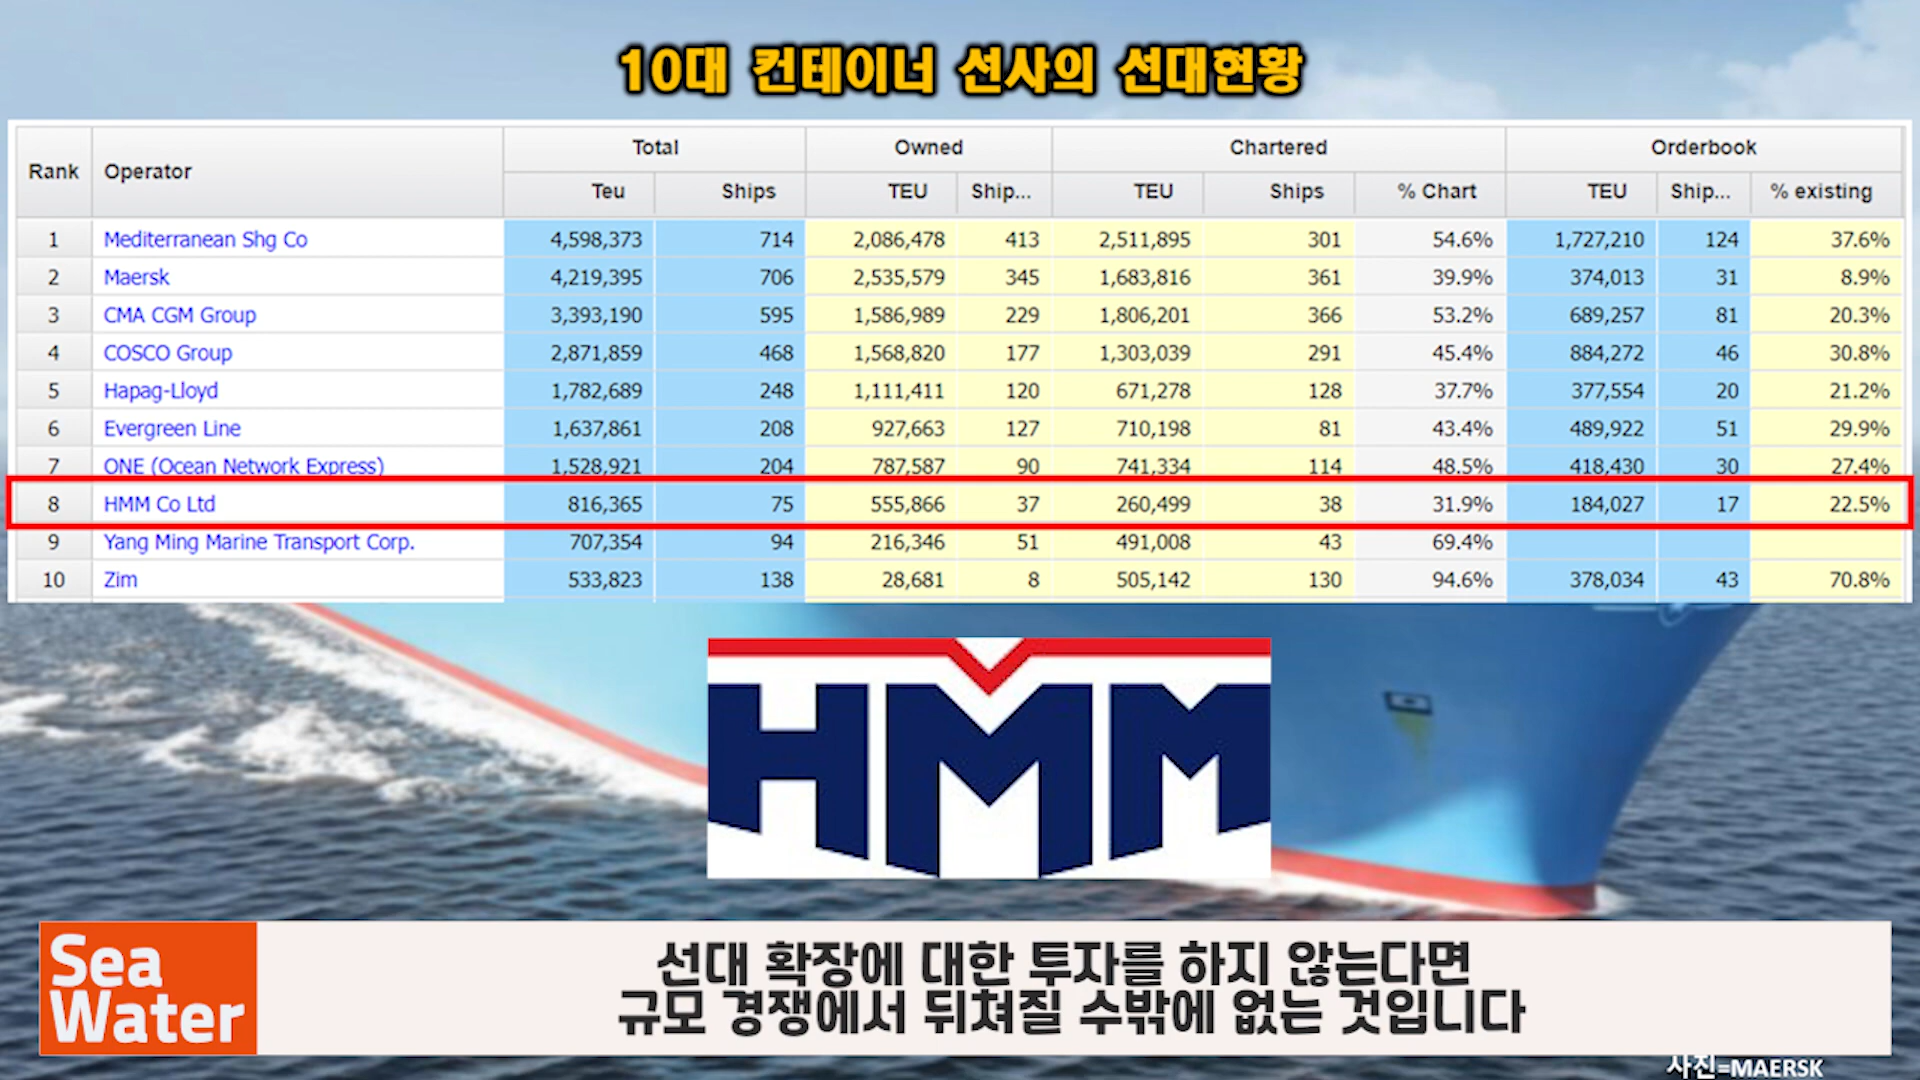 10대 컨테이너 선사의 선대현황
Rank Operator Total Owned Chartered Orderbook
Teu Ships TEU Ship... TEU Ships % Chart TEU Ship... % existing
1 Mediterranean Shg Co 4,598,373 714 2,086,478 413 2,511,895 301 54.6% 1,727,210 124 37.6%
2 Maersk 4,219,395 706 2,535,579 345 1,683,816 361 39.9% 374,013 31 8.9%
3 CMA CGM Group 3,393,190 595 1,586,989 229 1,806,201 366 53.2% 689,257 81 20.3%
4 COSCO Group 2,871,859 468 1,568,820 177 1,303,039 291 45.4% 884,272 46 30.8%
5 Hapag-Lloyd 1,782,689 248 1,111,411 120 671,278 128 37.7% 377,554 20 21.2%
6 Evergreen Line 1,637,861 208 927,663 127 710,198 81 43.4% 489,922 51 29.9%
7 ONE (Ocean Network Express) 1,528,921 204 787,587 90 741,334 114 48.5% 418,430 30 27.4%
8 HMM Co Ltd 816,365 75 555,866 37 260,499 38 31.9% 184,027 17 22.5%
9 Yang Ming Marine Transport Corp. 707,354 94 216,346 51 491,008 43 69.4%
10 Zim 533,823 138 28,681 8 505,142 130 94.6% 378,034 43 70.8%
HMM
Sea
Water
선대 확장에 대한 투자를 하지 않는다면
규모 경쟁에서 뒤쳐질 수밖에 없는 것입니다
사진=MAERSK